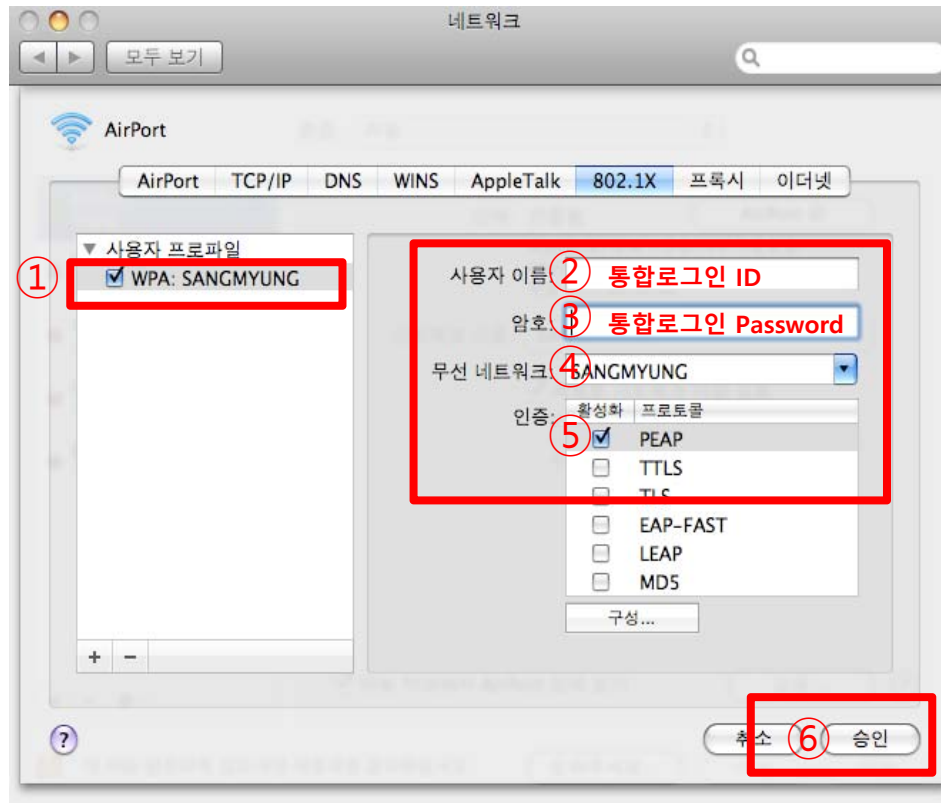 네트워크
모두 보기
AirPort
AirPort TCP/IP DNS WINS AppleTalk 802.1X 프록시 이더넷
▼ 사용자 프로파일
① WPA: SANGMYUNG
사용자 이름: ② 통합로그인 ID
암호: ③ 통합로그인 Password
무선 네트워크: ④ SANGMYUNG
인증: 활성화 프로토콜
⑤ PEAP
TTLS
TLS
EAP-FAST
LEAP
MD5
구성...
+ −
? 취소 ⑥ 승인